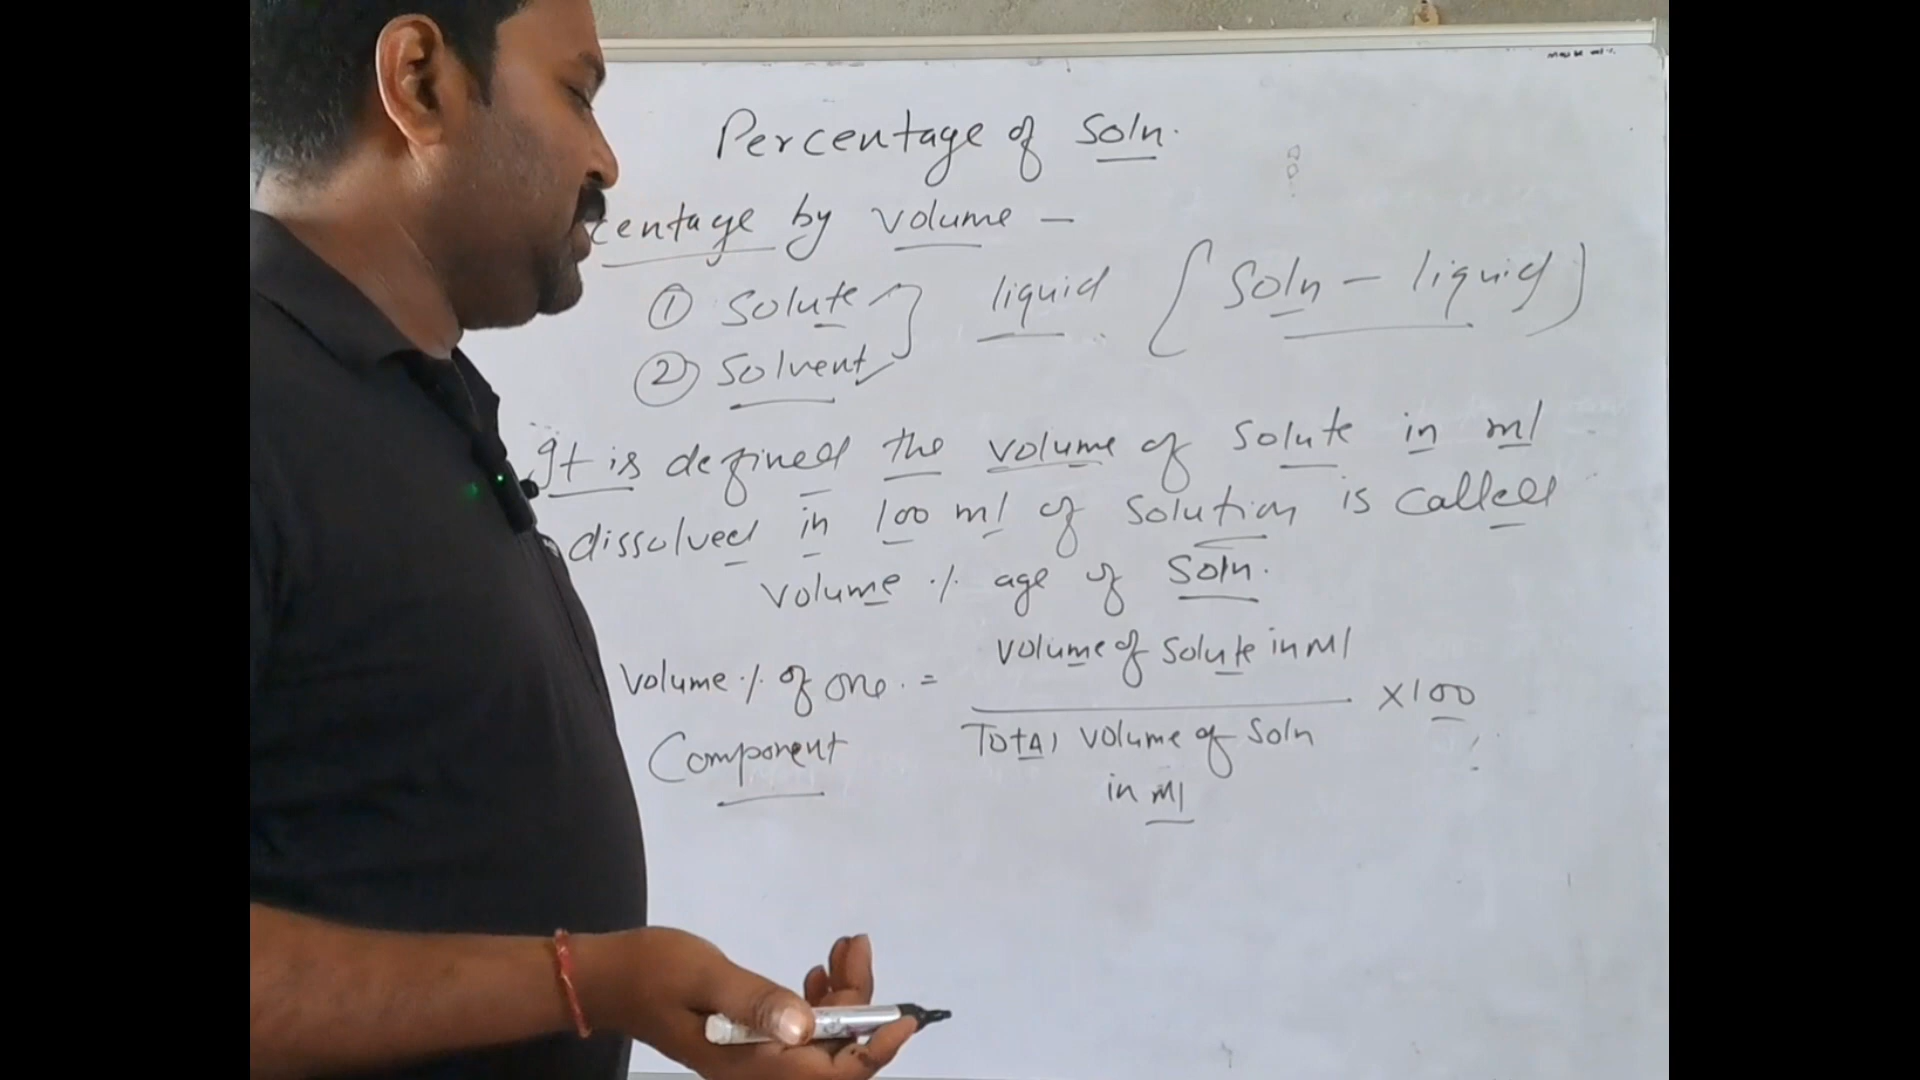 Percentage of Soln.
centage by volume -
① Solute
liquid [Soln - liquid]
② Solvent
It is defined the volume of solute in ml
dissolved in 100 ml of solution is called
volume % age of Soln.
Volume % of one. = volume of solute in Ml × 100
Component Total volume of Soln
in Ml